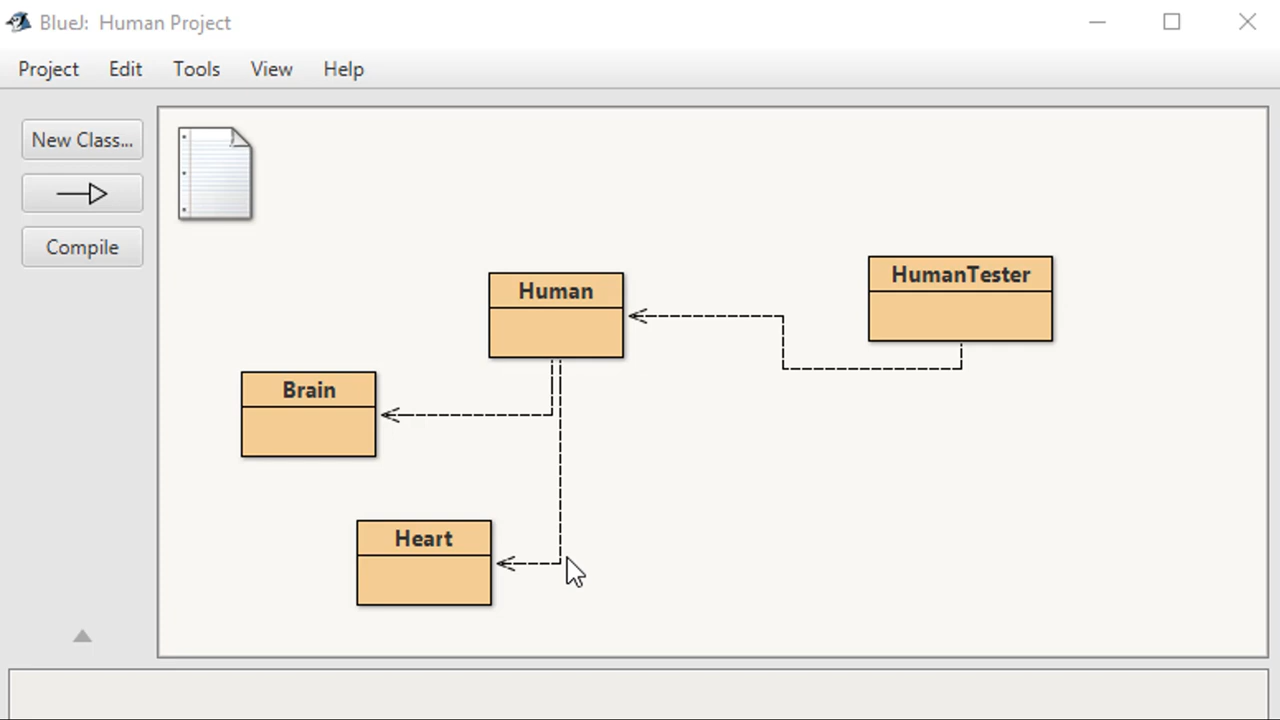 BlueJ: Human Project
Project Edit Tools View Help
New Class...
Compile
Human
HumanTester
Brain
Heart